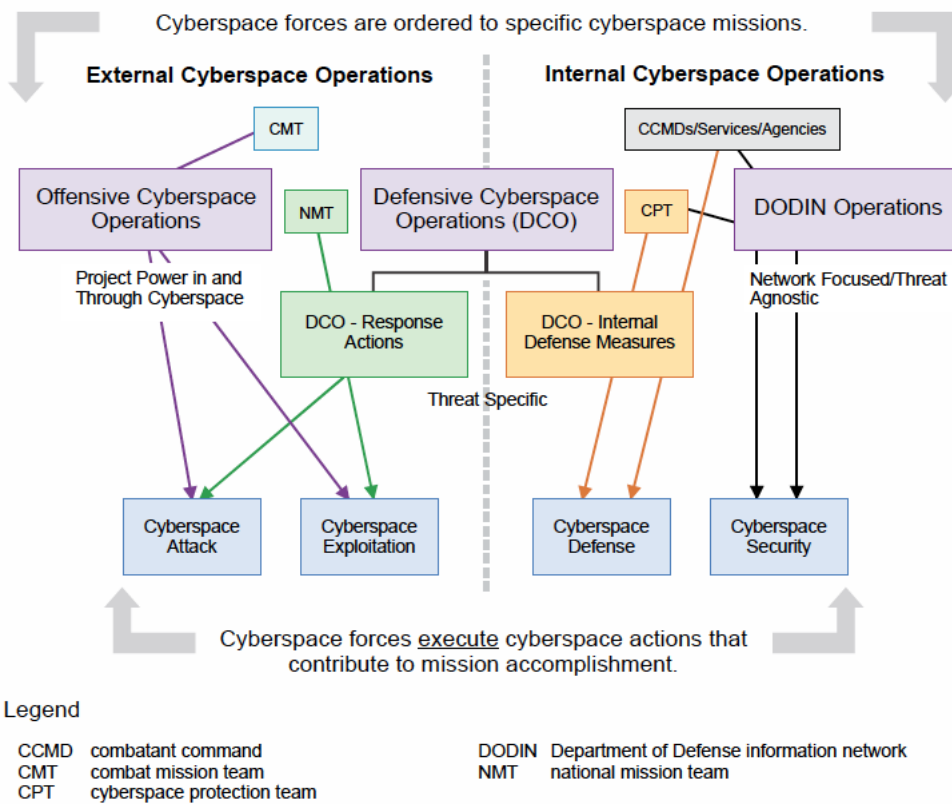 Cyberspace forces are ordered to specific cyberspace missions.
External Cyberspace Operations
Internal Cyberspace Operations
CMT
CCMDs/Services/Agencies
Offensive Cyberspace
Operations
NMT
Defensive Cyberspace
Operations (DCO)
CPT
DODIN Operations
Project Power in and
Through Cyberspace
Network Focused/Threat
Agnostic
DCO - Response
Actions
DCO - Internal
Defense Measures
Threat Specific
Cyberspace
Attack
Cyberspace
Exploitation
Cyberspace
Defense
Cyberspace
Security
Cyberspace forces execute cyberspace actions that
contribute to mission accomplishment.
Legend
CCMD combatant command
CMT combat mission team
CPT cyberspace protection team
DODIN Department of Defense information network
NMT national mission team